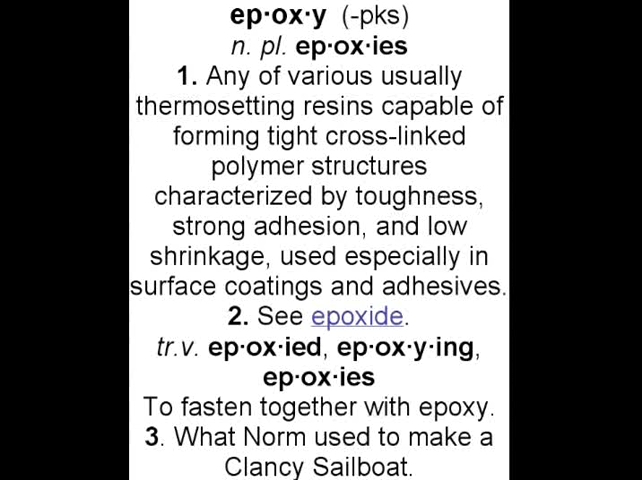 ep·ox·y (-pks)
n. pl. ep·ox·ies
1. Any of various usually
thermosetting resins capable of
forming tight cross-linked
polymer structures
characterized by toughness,
strong adhesion, and low
shrinkage, used especially in
surface coatings and adhesives.
2. See epoxide.
tr.v. ep·ox·ied, ep·ox·y·ing,
ep·ox·ies
To fasten together with epoxy.
3. What Norm used to make a
Clancy Sailboat.